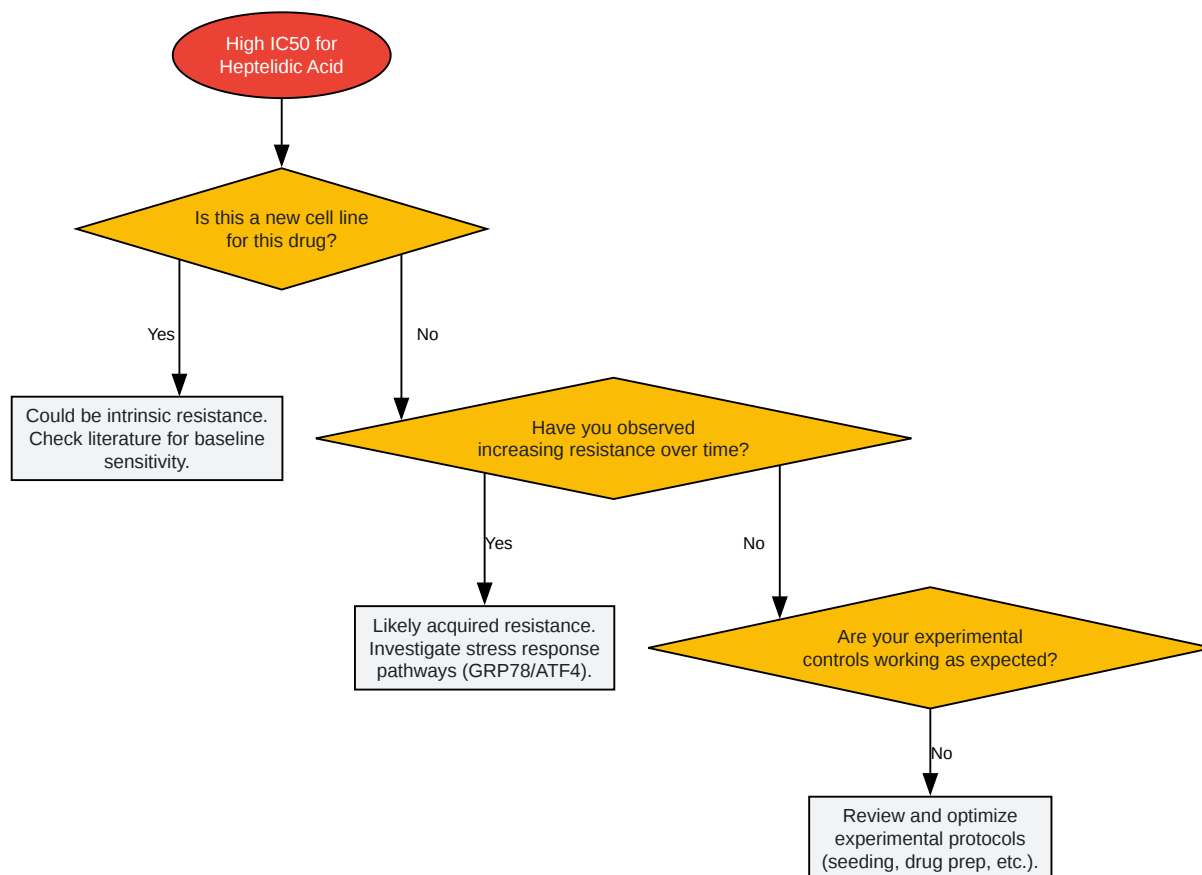 High IC50 for
Heptelidic Acid
Is this a new cell line
for this drug?
Yes
No
Could be intrinsic resistance.
Check literature for baseline
sensitivity.
Have you observed
increasing resistance over time?
Yes
No
Likely acquired resistance.
Investigate stress response
pathways (GRP78/ATF4).
Are your experimental
controls working as expected?
No
Review and optimize
experimental protocols
(seeding, drug prep, etc.).